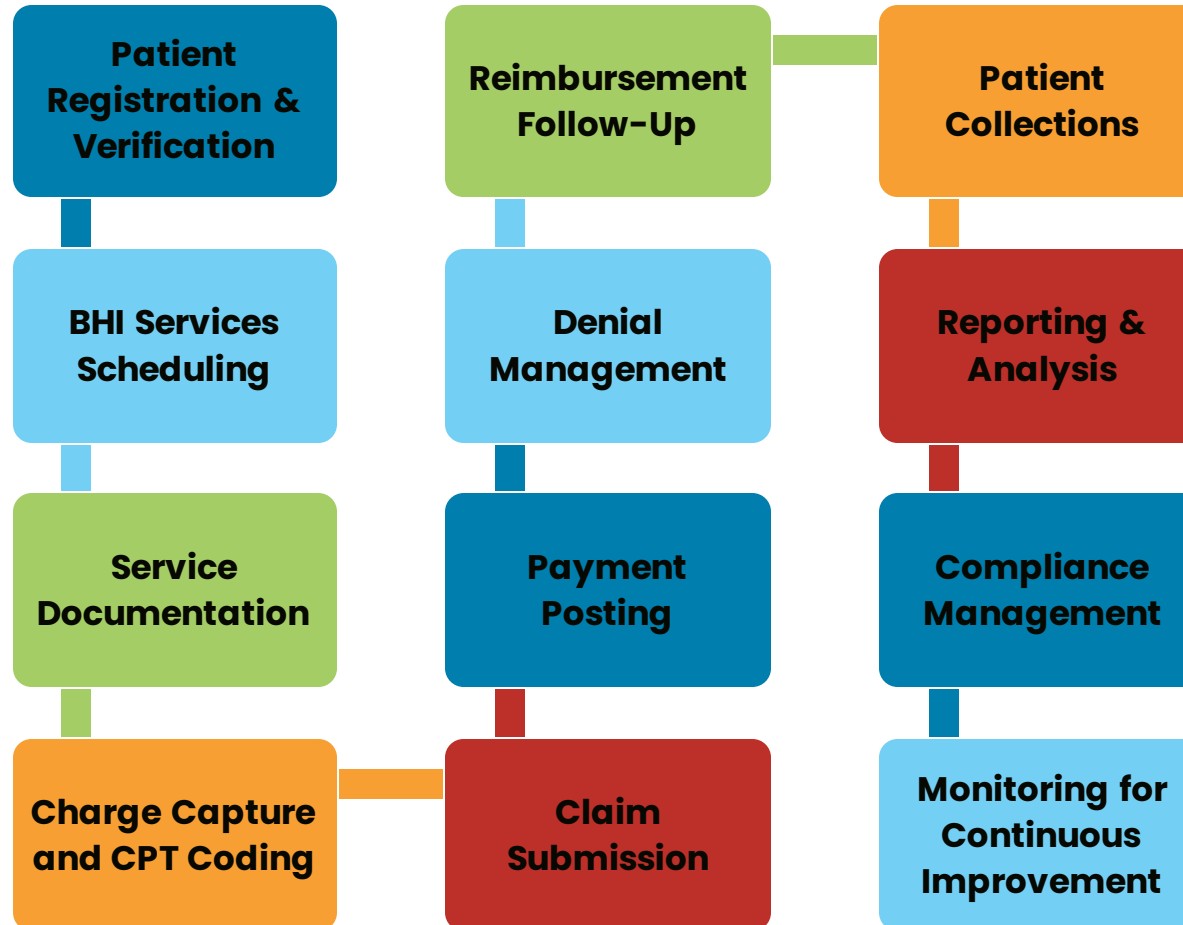 Patient
Registration &
Verification
BHI Services
Scheduling
Service
Documentation
Charge Capture
and CPT Coding
Claim
Submission
Payment
Posting
Denial
Management
Reimbursement
Follow-Up
Patient
Collections
Reporting &
Analysis
Compliance
Management
Monitoring for
Continuous
Improvement